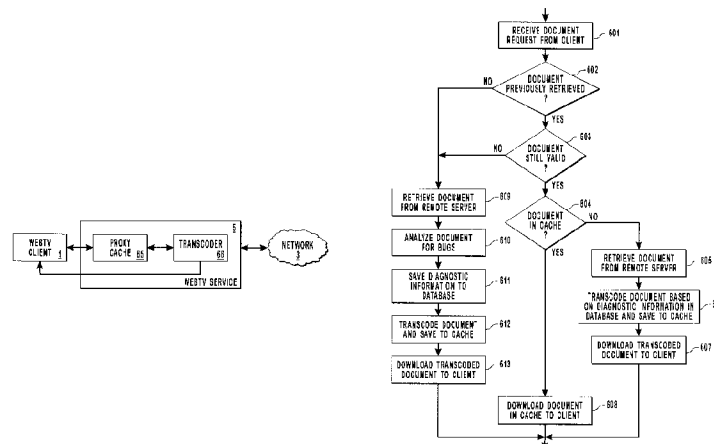 WEBTV
CLIENT 1
PROXY
CACHE 65
TRANSCODER
66
5
WEBTV SERVICE
NETWORK
3
RECEIVE DOCUMENT
REQUEST FROM CLIENT
601
DOCUMENT
PREVIOUSLY RETRIEVED
?
602
NO
YES
DOCUMENT
STILL VALID
?
603
NO
YES
DOCUMENT
IN CACHE
?
604
NO
YES
RETRIEVE DOCUMENT
FROM REMOTE SERVER
609
ANALYZE DOCUMENT
FOR BUGS
610
SAVE DIAGNOSTIC
INFORMATION TO
DATABASE
611
TRANSCODE DOCUMENT
AND SAVE TO CACHE
612
DOWNLOAD TRANSCODED
DOCUMENT TO CLIENT
613
RETRIEVE DOCUMENT
FROM REMOTE SERVER
605
TRANSCODE DOCUMENT BASED
ON DIAGNOSTIC INFORMATION IN
DATABASE AND SAVE TO CACHE
DOWNLOAD TRANSCODED
DOCUMENT TO CLIENT
607
DOWNLOAD DOCUMENT
IN CACHE TO CLIENT
608